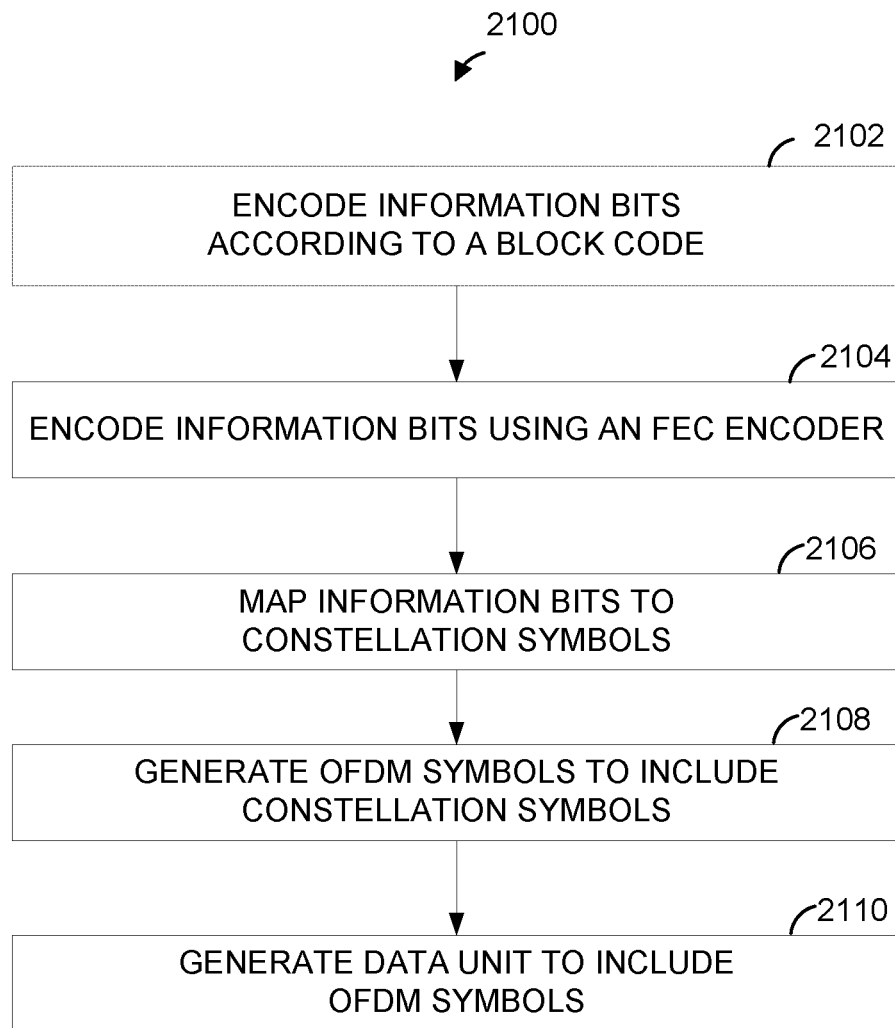 2100
2102
ENCODE INFORMATION BITS
ACCORDING TO A BLOCK CODE
2104
ENCODE INFORMATION BITS USING AN FEC ENCODER
2106
MAP INFORMATION BITS TO
CONSTELLATION SYMBOLS
2108
GENERATE OFDM SYMBOLS TO INCLUDE
CONSTELLATION SYMBOLS
2110
GENERATE DATA UNIT TO INCLUDE
OFDM SYMBOLS